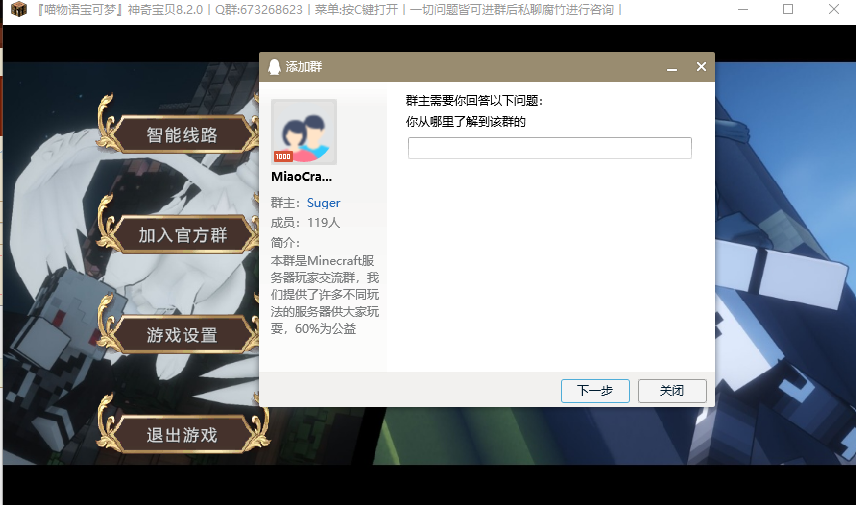 『喵物语宝可梦』神奇宝贝8.2.0｜Q群:673268623｜菜单:按C键打开｜一切问题皆可进群后私聊腐竹进行咨询｜
智能线路
加入官方群
游戏设置
退出游戏
添加群
1000
MiaoCra...
群主：Suger
成员：119人
简介：
本群是Minecraft服
务器玩家交流群，我
们提供了许多不同玩
法的服务器供大家玩
耍，60%为公益
群主需要你回答以下问题：
你从哪里了解到该群的
下一步
关闭